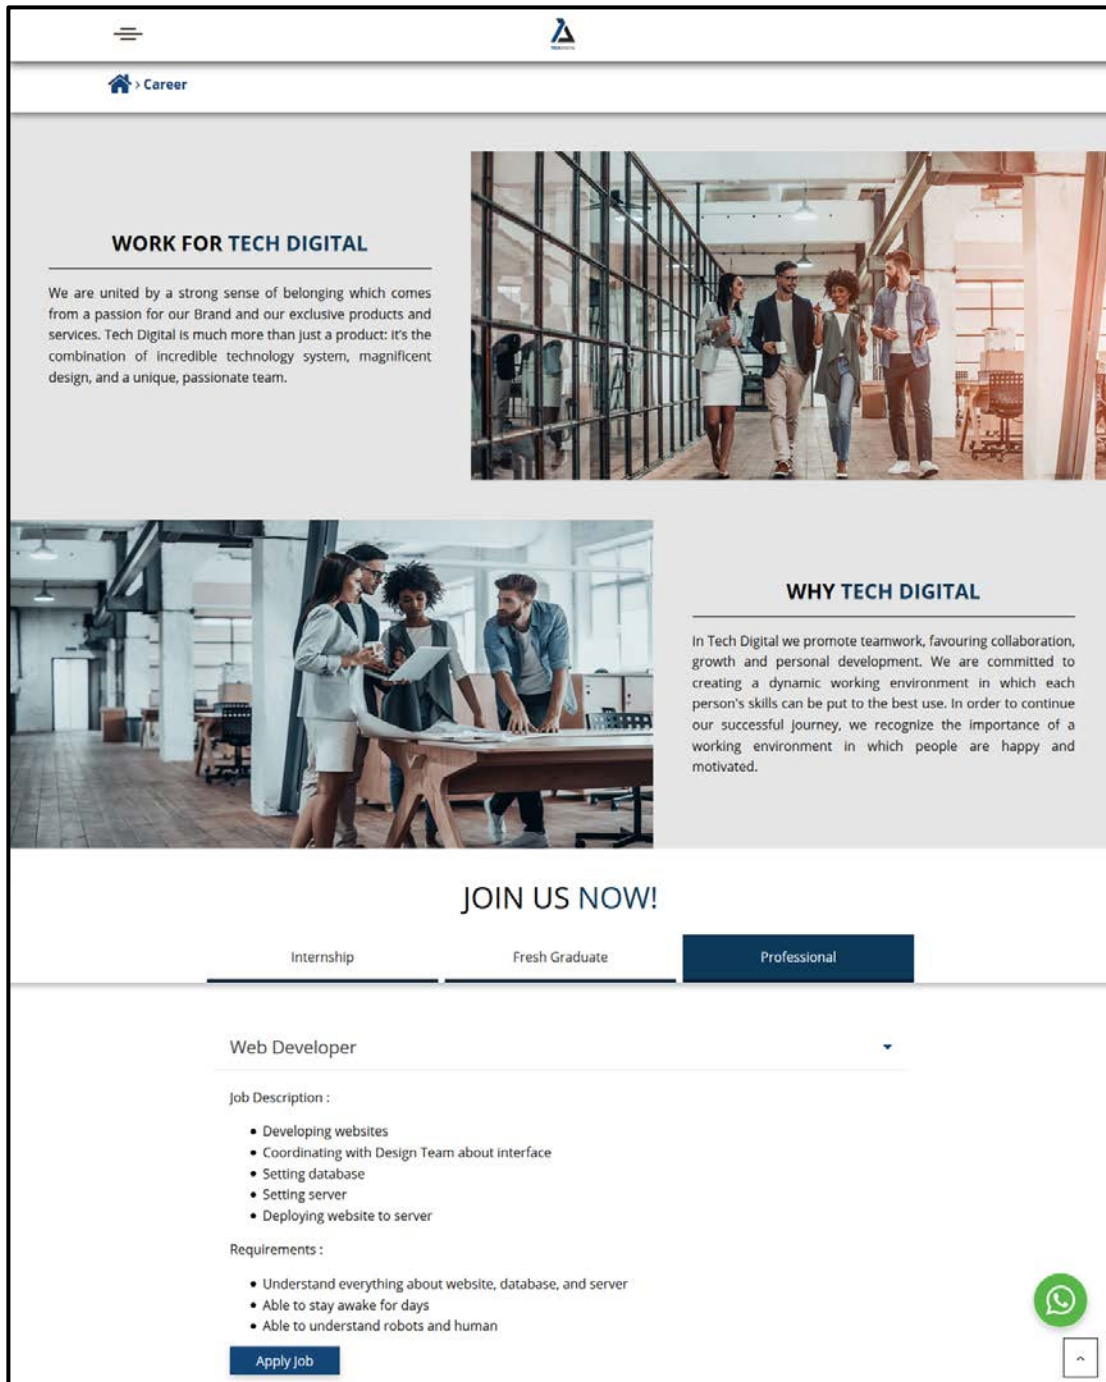 TECHDIGITAL
› Career
WORK FOR TECH DIGITAL
We are united by a strong sense of belonging which comes
from a passion for our Brand and our exclusive products and
services. Tech Digital is much more than just a product: it's the
combination of incredible technology system, magnificent
design, and a unique, passionate team.
WHY TECH DIGITAL
In Tech Digital we promote teamwork, favouring collaboration,
growth and personal development. We are committed to
creating a dynamic working environment in which each
person's skills can be put to the best use. In order to continue
our successful journey, we recognize the importance of a
working environment in which people are happy and
motivated.
JOIN US NOW!
Internship Fresh Graduate Professional
Web Developer
Job Description :
• Developing websites
• Coordinating with Design Team about interface
• Setting database
• Setting server
• Deploying website to server
Requirements :
• Understand everything about website, database, and server
• Able to stay awake for days
• Able to understand robots and human
Apply Job